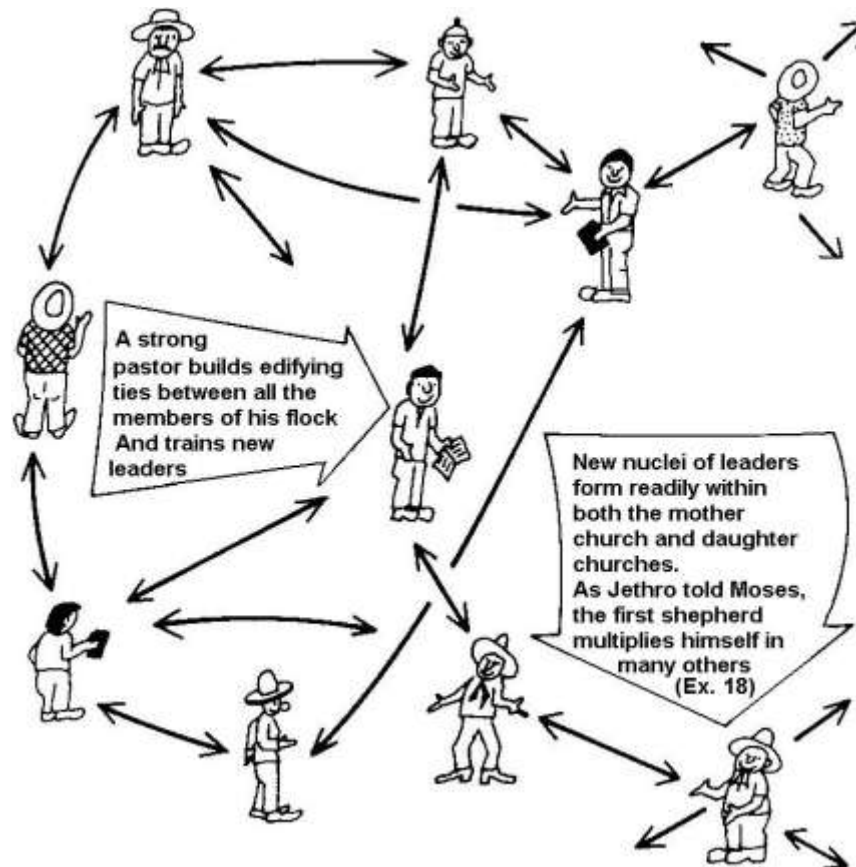 A strong
pastor builds edifying
ties between all the
members of his flock
And trains new
leaders
New nuclei of leaders
form readily within
both the mother
church and daughter
churches.
As Jethro told Moses,
the first shepherd
multiplies himself in
many others
(Ex. 18)